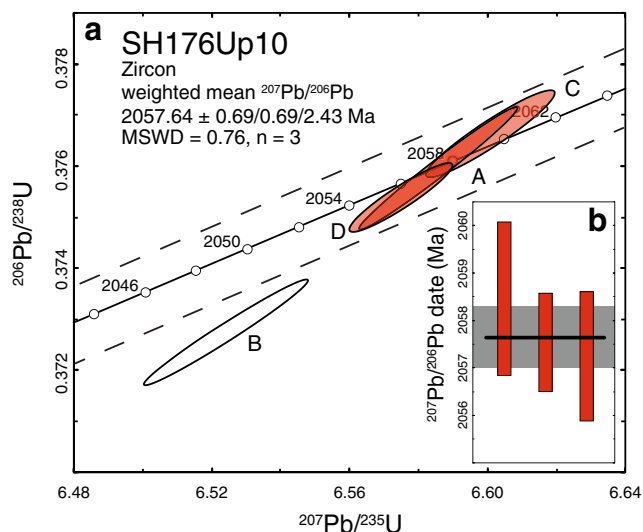 a
SH176Up10
Zircon
weighted mean ²⁰⁷Pb/²⁰⁶Pb
2057.64 ± 0.69/0.69/2.43 Ma
MSWD = 0.76, n = 3
C
2062
2058
A
2054
D
2050
2046
B
0.378
0.376
0.374
0.372
²⁰⁶Pb/²³⁸U
b
2060
2059
2058
2057
2056
²⁰⁷Pb/²⁰⁶Pb date (Ma)
6.48
6.52
6.56
6.60
6.64
²⁰⁷Pb/²³⁵U